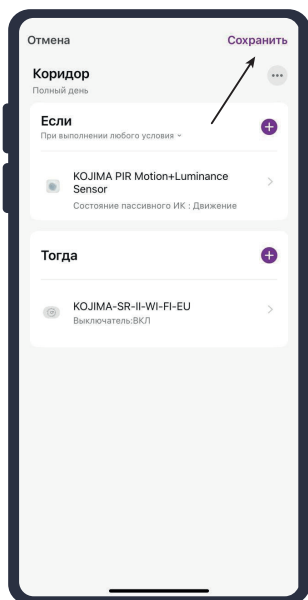 Отмена
Сохранить
Коридор
Полный день
Если
При выполнении любого условия
KOJIMA PIR Motion+Luminance
Sensor
Состояние пассивного ИК : Движение
Тогда
KOJIMA-SR-II-WI-FI-EU
Выключатель:ВКЛ